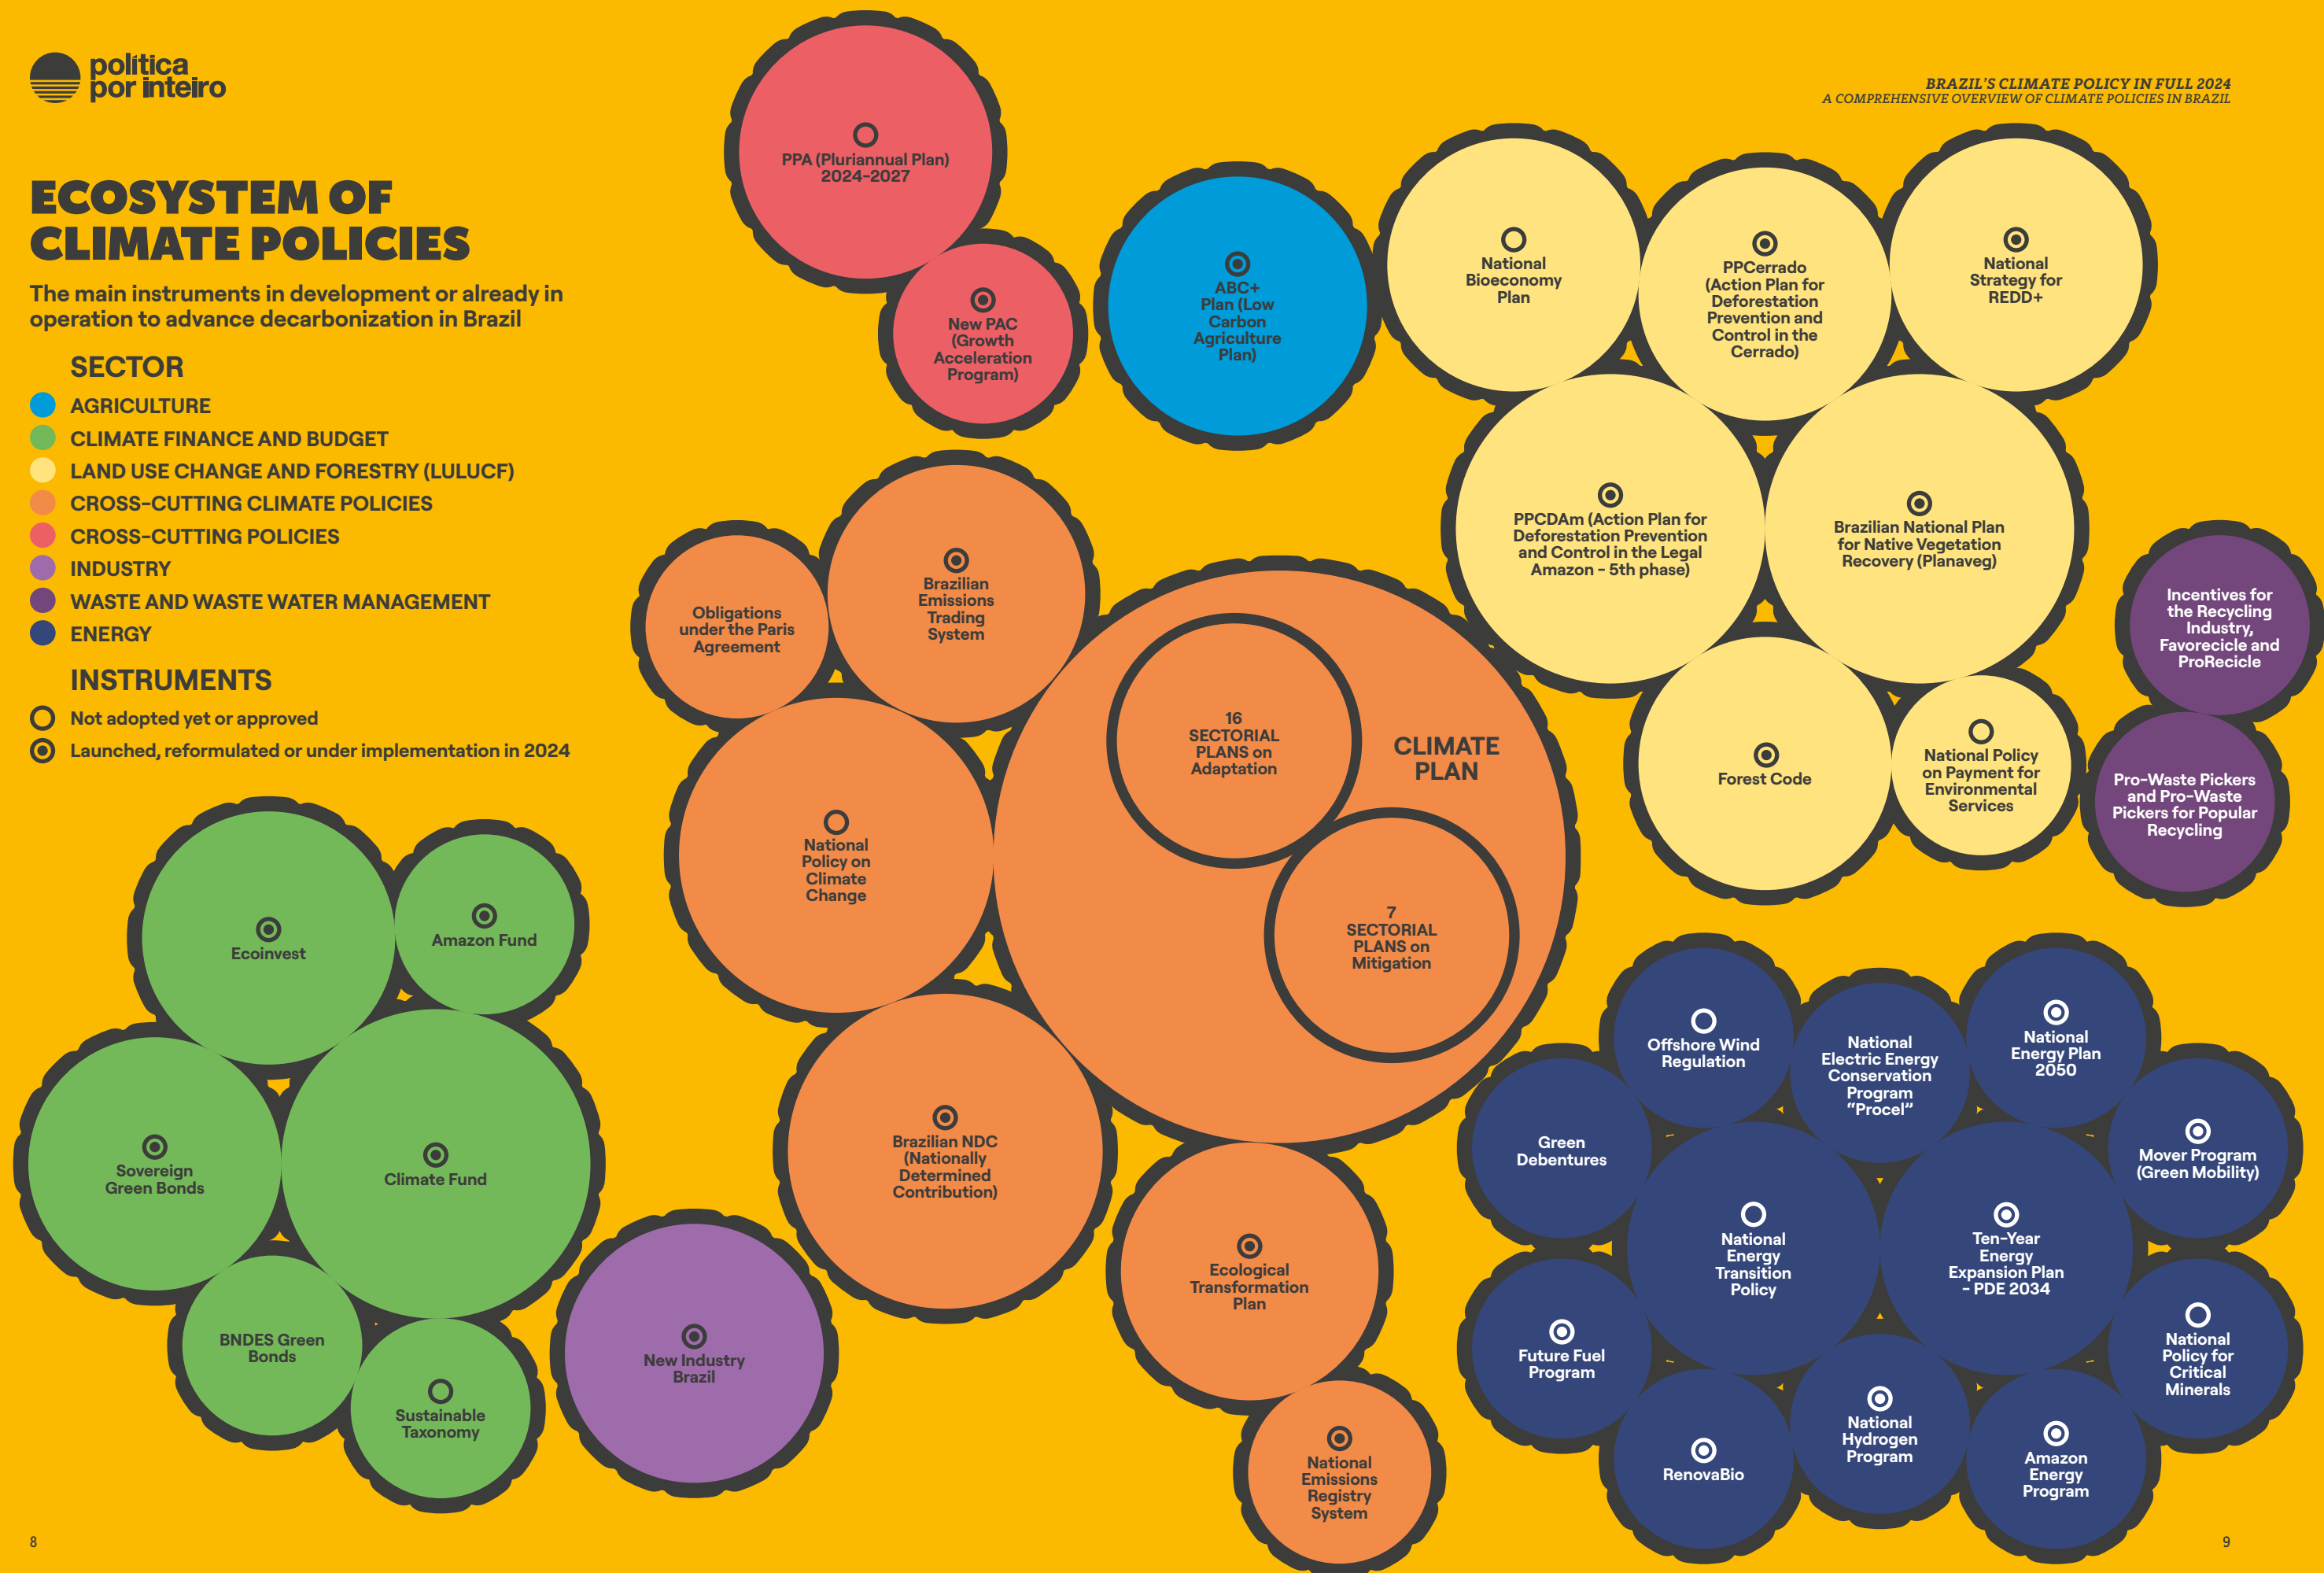 política
por inteiro
BRAZIL'S CLIMATE POLICY IN FULL 2024
A COMPREHENSIVE OVERVIEW OF CLIMATE POLICIES IN BRAZIL
ECOSYSTEM OF
CLIMATE POLICIES
The main instruments in development or already in
operation to advance decarbonization in Brazil
SECTOR
AGRICULTURE
CLIMATE FINANCE AND BUDGET
LAND USE CHANGE AND FORESTRY (LULUCF)
CROSS-CUTTING CLIMATE POLICIES
CROSS-CUTTING POLICIES
INDUSTRY
WASTE AND WASTE WATER MANAGEMENT
ENERGY
INSTRUMENTS
Not adopted yet or approved
Launched, reformulated or under implementation in 2024
PPA (Pluriannual Plan)
2024-2027
New PAC
(Growth
Acceleration
Program)
ABC+
Plan (Low
Carbon
Agriculture
Plan)
National
Bioeconomy
Plan
PPCerrado
(Action Plan for
Deforestation
Prevention and
Control in the
Cerrado)
National
Strategy for
REDD+
PPCDAm (Action Plan for
Deforestation Prevention
and Control in the Legal
Amazon - 5th phase)
Brazilian National Plan
for Native Vegetation
Recovery (Planaveg)
Forest Code
National Policy
on Payment for
Environmental
Services
Incentives for
the Recycling
Industry,
Favorecicle and
ProRecicle
Pro-Waste Pickers
and Pro-Waste
Pickers for Popular
Recycling
Obligations
under the Paris
Agreement
Brazilian
Emissions
Trading
System
National
Policy on
Climate
Change
CLIMATE
PLAN
16
SECTORIAL
PLANS on
Adaptation
7
SECTORIAL
PLANS on
Mitigation
Brazilian NDC
(Nationally
Determined
Contribution)
Ecological
Transformation
Plan
National
Emissions
Registry
System
Ecoinvest
Amazon Fund
Sovereign
Green Bonds
Climate Fund
BNDES Green
Bonds
Sustainable
Taxonomy
New Industry
Brazil
Offshore Wind
Regulation
National
Electric Energy
Conservation
Program
"Procel"
National
Energy Plan
2050
Green
Debentures
Mover Program
(Green Mobility)
National
Energy
Transition
Policy
Ten-Year
Energy
Expansion Plan
- PDE 2034
Future Fuel
Program
National
Policy for
Critical
Minerals
RenovaBio
National
Hydrogen
Program
Amazon
Energy
Program
8
9